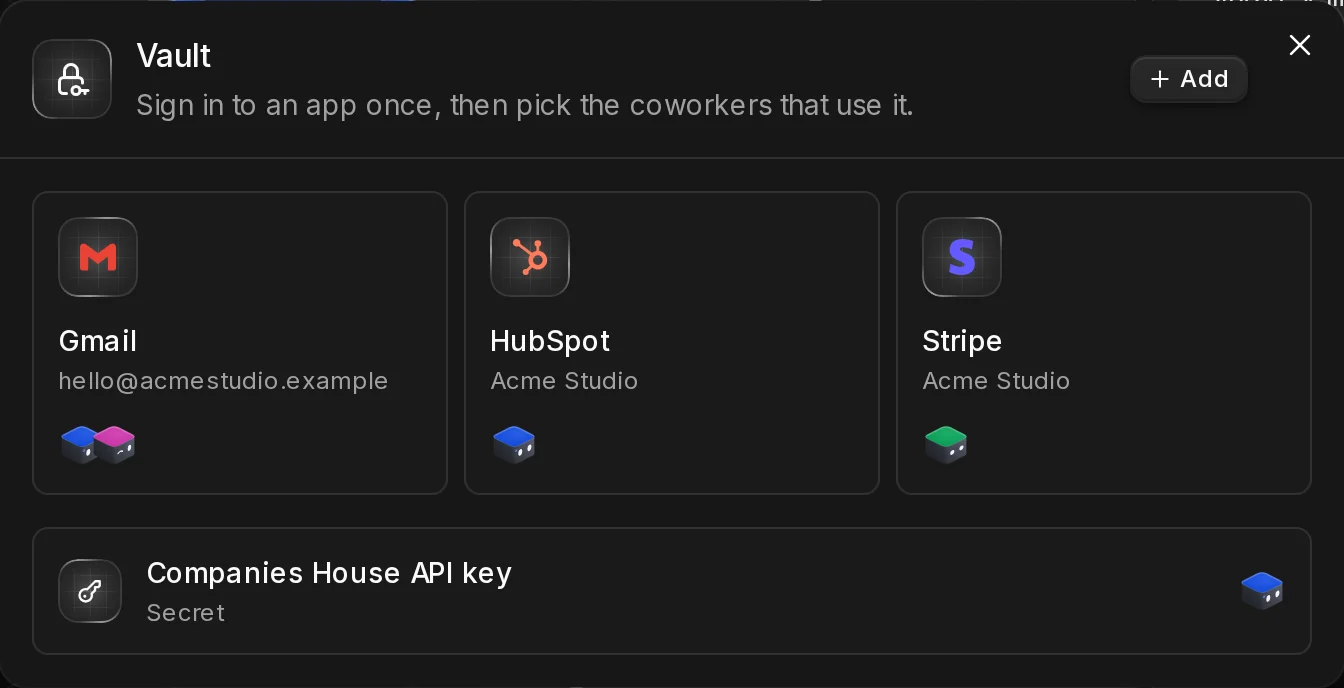 Vault
Sign in to an app once, then pick the coworkers that use it.
+ Add
Gmail
hello@acmestudio.example
HubSpot
Acme Studio
Stripe
Acme Studio
Companies House API key
Secret